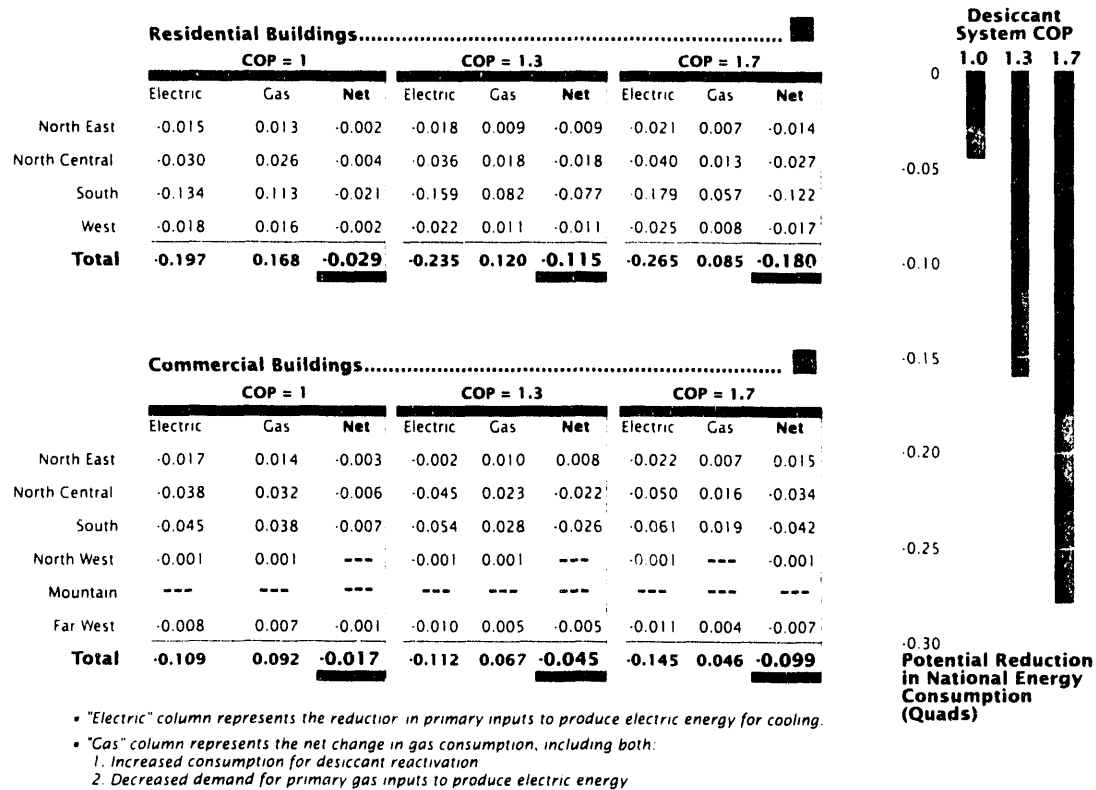 Residential Buildings
COP = 1 COP = 1.3 COP = 1.7
Electric Gas Net Electric Gas Net Electric Gas Net
North East -0.015 0.013 -0.002 -0.018 0.009 -0.009 -0.021 0.007 -0.014
North Central -0.030 0.026 -0.004 -0.036 0.018 -0.018 -0.040 0.013 -0.027
South -0.134 0.113 -0.021 -0.159 0.082 -0.077 -0.179 0.057 -0.122
West -0.018 0.016 -0.002 -0.022 0.011 -0.011 -0.025 0.008 -0.017
Total -0.197 0.168 -0.029 -0.235 0.120 -0.115 -0.265 0.085 -0.180
Commercial Buildings
COP = 1 COP = 1.3 COP = 1.7
Electric Gas Net Electric Gas Net Electric Gas Net
North East -0.017 0.014 -0.003 -0.002 0.010 0.008 -0.022 0.007 0.015
North Central -0.038 0.032 -0.006 -0.045 0.023 -0.022 -0.050 0.016 -0.034
South -0.045 0.038 -0.007 -0.054 0.028 -0.026 -0.061 0.019 -0.042
North West -0.001 0.001 --- -0.001 0.001 --- -0.001 --- -0.001
Mountain --- --- --- --- --- --- --- --- ---
Far West -0.008 0.007 -0.001 -0.010 0.005 -0.005 -0.011 0.004 -0.007
Total -0.109 0.092 -0.017 -0.112 0.067 -0.045 -0.145 0.046 -0.099
• "Electric" column represents the reduction in primary inputs to produce electric energy for cooling.
• "Gas" column represents the net change in gas consumption, including both:
1. Increased consumption for desiccant reactivation
2. Decreased demand for primary gas inputs to produce electric energy
Desiccant
System COP
1.0 1.3 1.7
0
-0.05
-0.10
-0.15
-0.20
-0.25
-0.30
Potential Reduction
in National Energy
Consumption
(Quads)